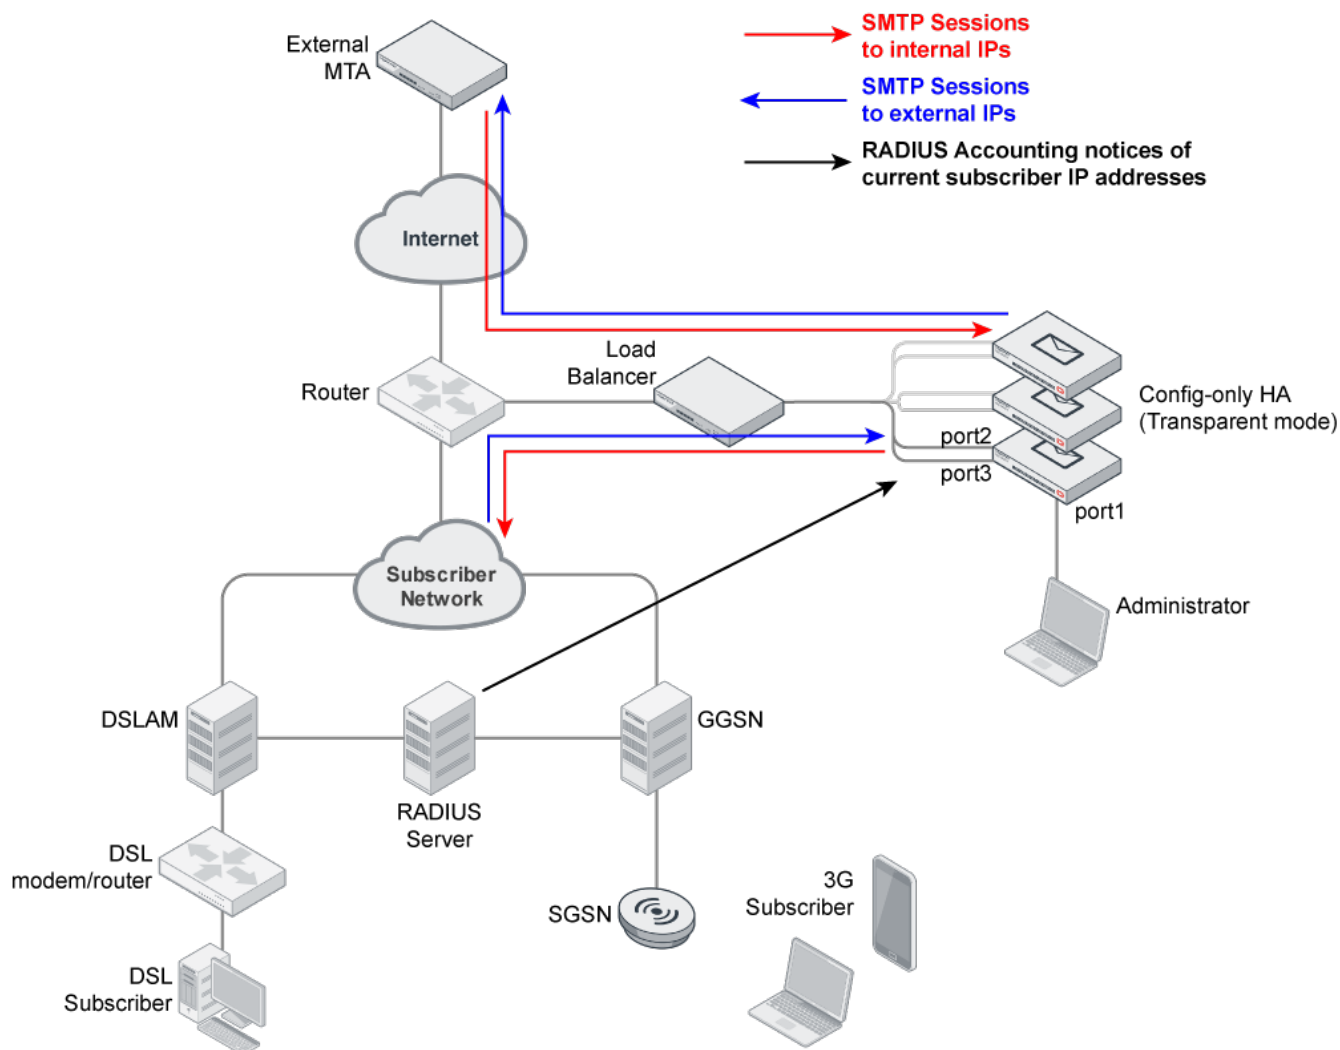 External
MTA
SMTP Sessions
to internal IPs
SMTP Sessions
to external IPs
RADIUS Accounting notices of
current subscriber IP addresses
Internet
Load
Balancer
Router
Config-only HA
(Transparent mode)
port2
port3
port1
Subscriber
Network
Administrator
DSLAM
GGSN
RADIUS
Server
DSL
modem/router
SGSN
3G
Subscriber
DSL
Subscriber